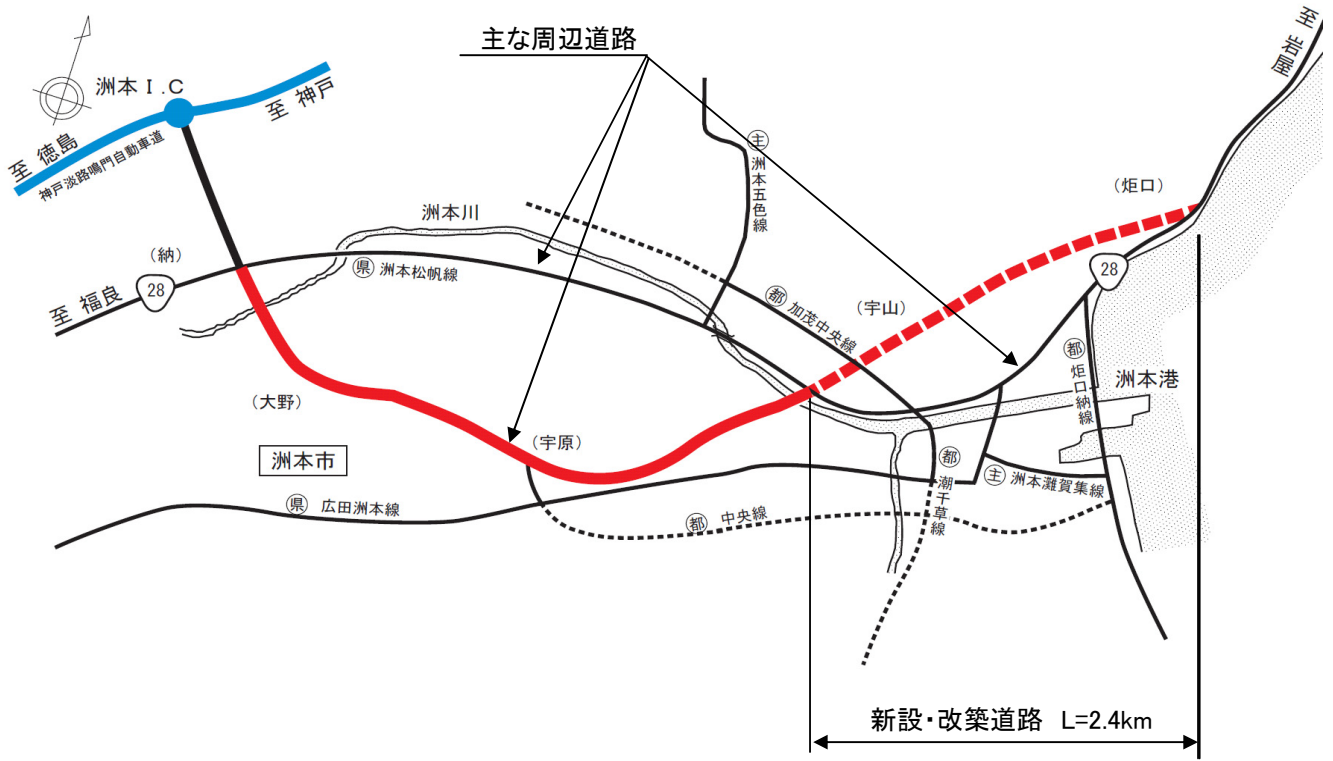 主な周辺道路
至 岩屋
洲本 I.C
至 神戸
至 徳島
神戸淡路鳴門自動車道
主 洲本五色線
(炬口)
洲本川
(納)
県 洲本松帆線
28
28
至 福良
都 加茂中央線
(宇山)
都 炬口納線
洲本港
(大野)
(宇原)
洲本市
都 潮干草線
主 洲本灘賀集線
県 広田洲本線
都 中央線
新設・改築道路 L=2.4km